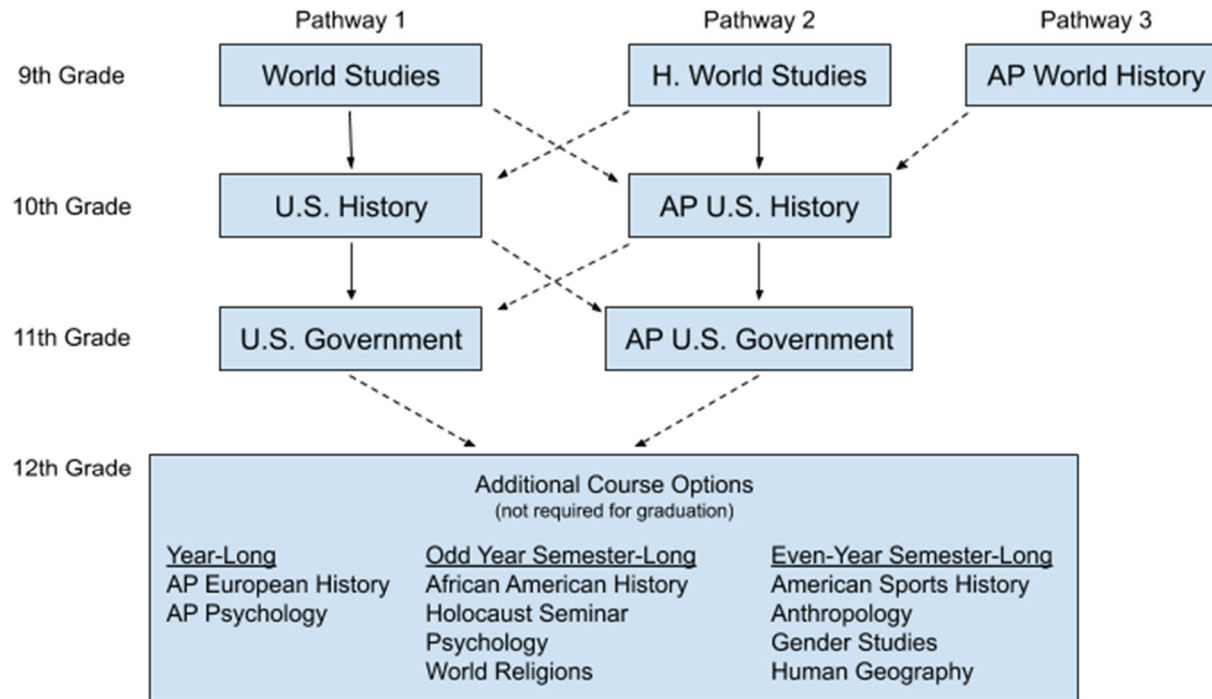 Pathway 1
Pathway 2
Pathway 3
9th Grade
World Studies
H. World Studies
AP World History
10th Grade
U.S. History
AP U.S. History
11th Grade
U.S. Government
AP U.S. Government
12th Grade
Additional Course Options
(not required for graduation)
Year-Long
AP European History
AP Psychology
Odd Year Semester-Long
African American History
Holocaust Seminar
Psychology
World Religions
Even-Year Semester-Long
American Sports History
Anthropology
Gender Studies
Human Geography